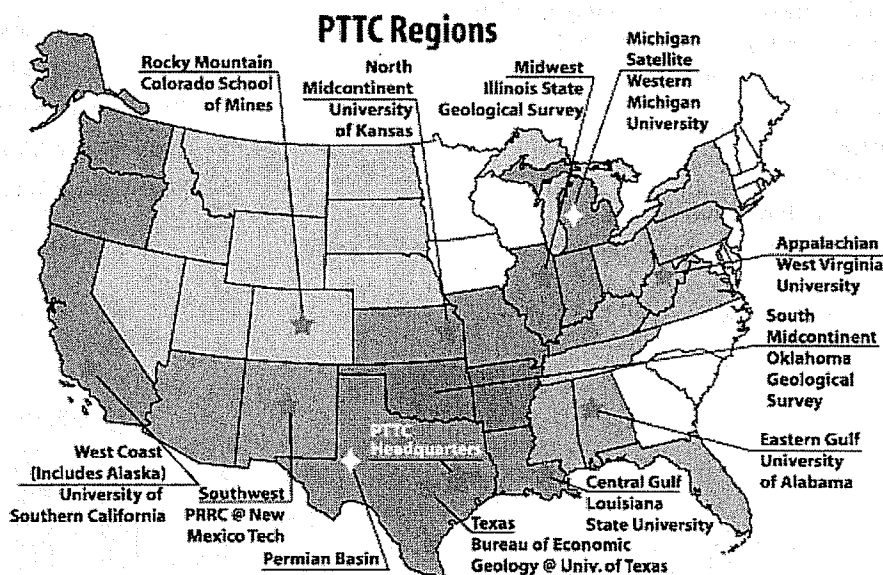 PTTC Regions
Rocky Mountain
Colorado School
of Mines
North
Midcontinent
University
of Kansas
Midwest
Illinois State
Geological Survey
Michigan
Satellite
Western
Michigan
University
Appalachian
West Virginia
University
South
Midcontinent
Oklahoma
Geological
Survey
Eastern Gulf
University
of Alabama
PTTC
Headquarters
West Coast
(Includes Alaska)
University of
Southern California
Southwest
PRRC @ New
Mexico Tech
Permian Basin
Texas
Bureau of Economic
Geology @ Univ. of Texas
Central Gulf
Louisiana
State University